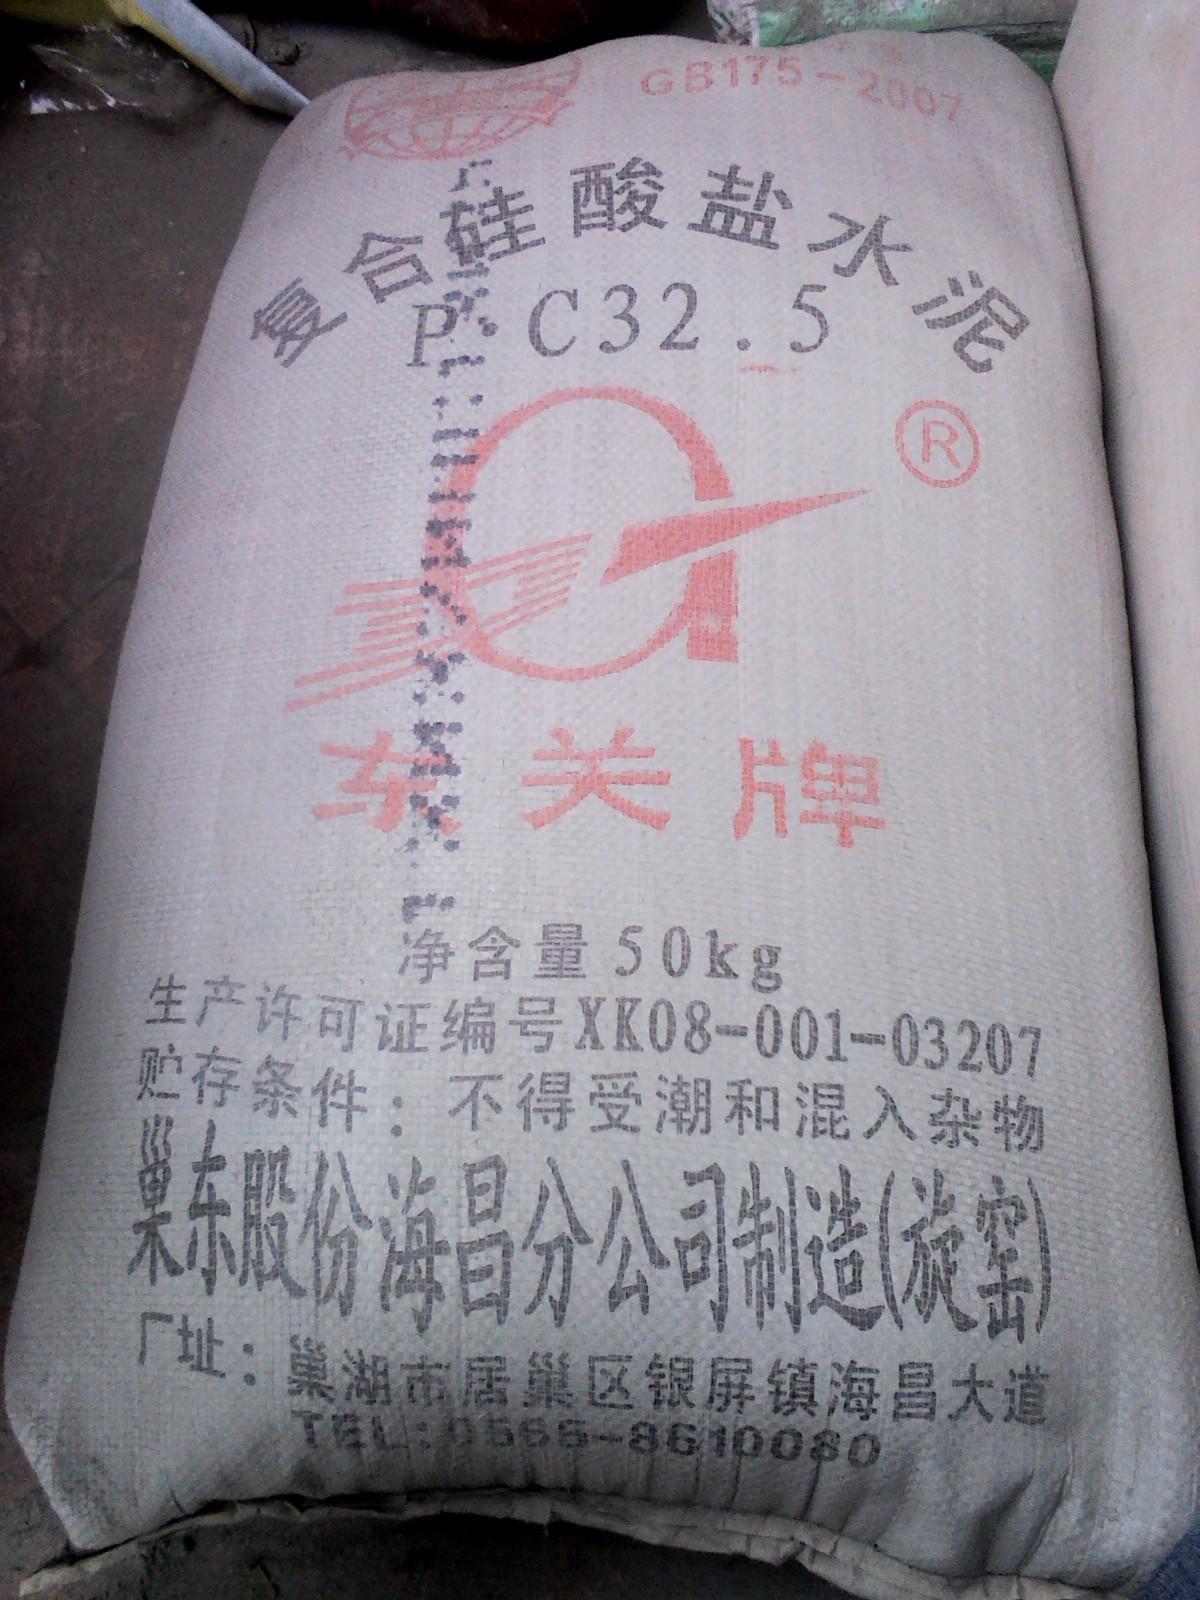 GB175-2007
复合硅酸盐水泥
P·C32.5
®
东关牌
净含量50kg
生产许可证编号XK08-001-03207
贮存条件：不得受潮和混入杂物
巢东股份海昌分公司制造(旋窑)
厂址：巢湖市居巢区银屏镇海昌大道
TEL:0565-8610080